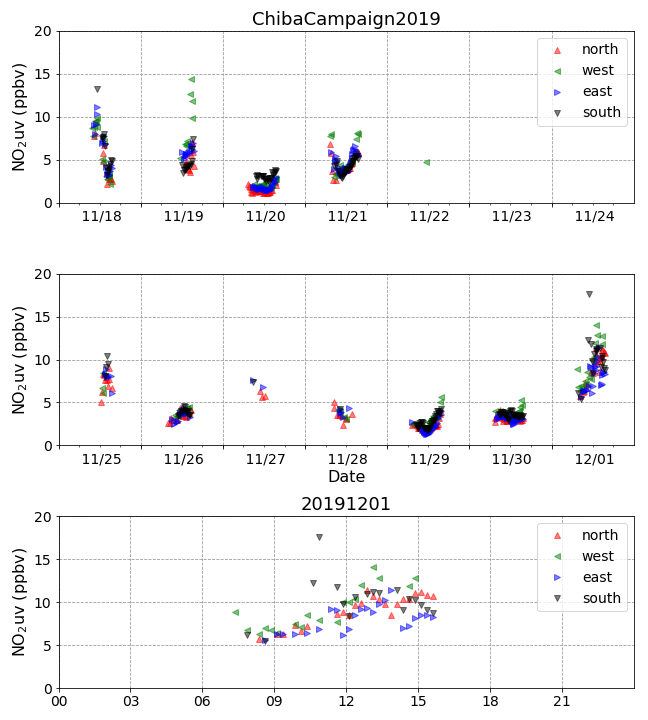 ChibaCampaign2019
NO₂uv (ppbv)
20
15
10
5
0
north
west
east
south
11/18 11/19 11/20 11/21 11/22 11/23 11/24
NO₂uv (ppbv)
20
15
10
5
0
11/25 11/26 11/27 11/28 11/29 11/30 12/01
Date
20191201
NO₂uv (ppbv)
20
15
10
5
0
north
west
east
south
00 03 06 09 12 15 18 21